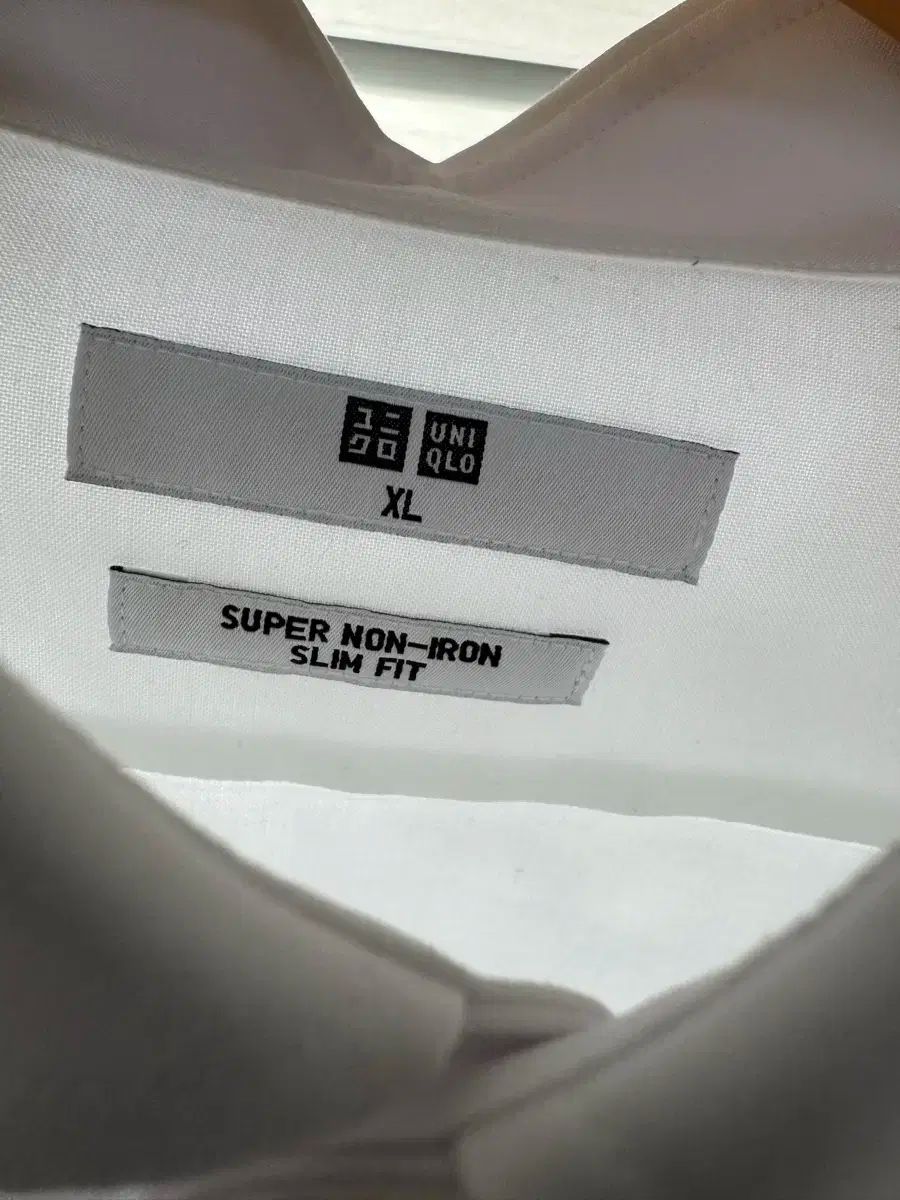 ユニ
クロ
UNI
QLO
XL
SUPER NON-IRON
SLIM FIT